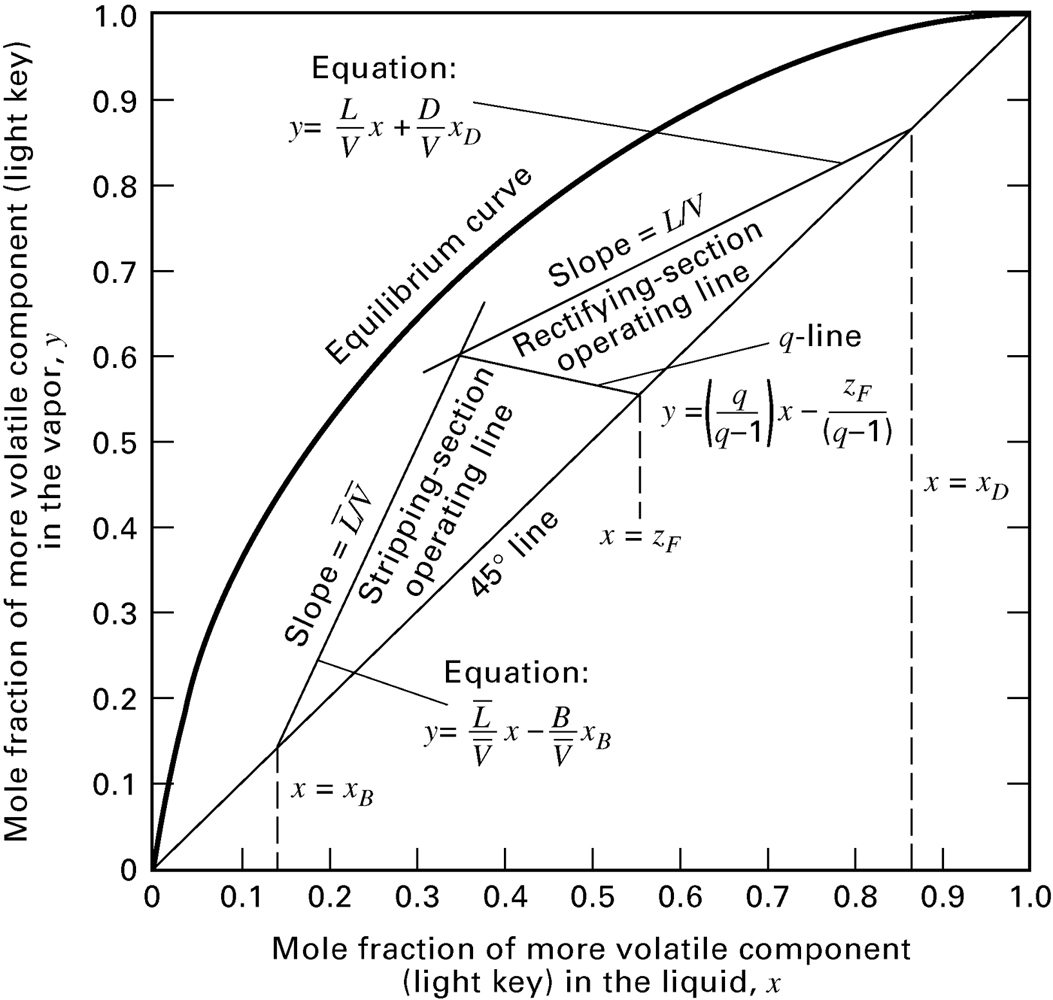 Mole fraction of more volatile component (light key)
in the vapor, y
1.0
0.9
0.8
0.7
0.6
0.5
0.4
0.3
0.2
0.1
0
Equation:
y= L/V x + D/V x_D
Equilibrium curve
Slope = L/V
Rectifying-section
operating line
q-line
y =(q/q–1)x – z_F/(q–1)
Slope = L̅/V̅
Stripping-section
operating line
45° line
x = z_F
x = x_D
Equation:
y= L̅/V̅ x – B/V̅ x_B
x = x_B
0 0.1 0.2 0.3 0.4 0.5 0.6 0.7 0.8 0.9 1.0
Mole fraction of more volatile component
(light key) in the liquid, x